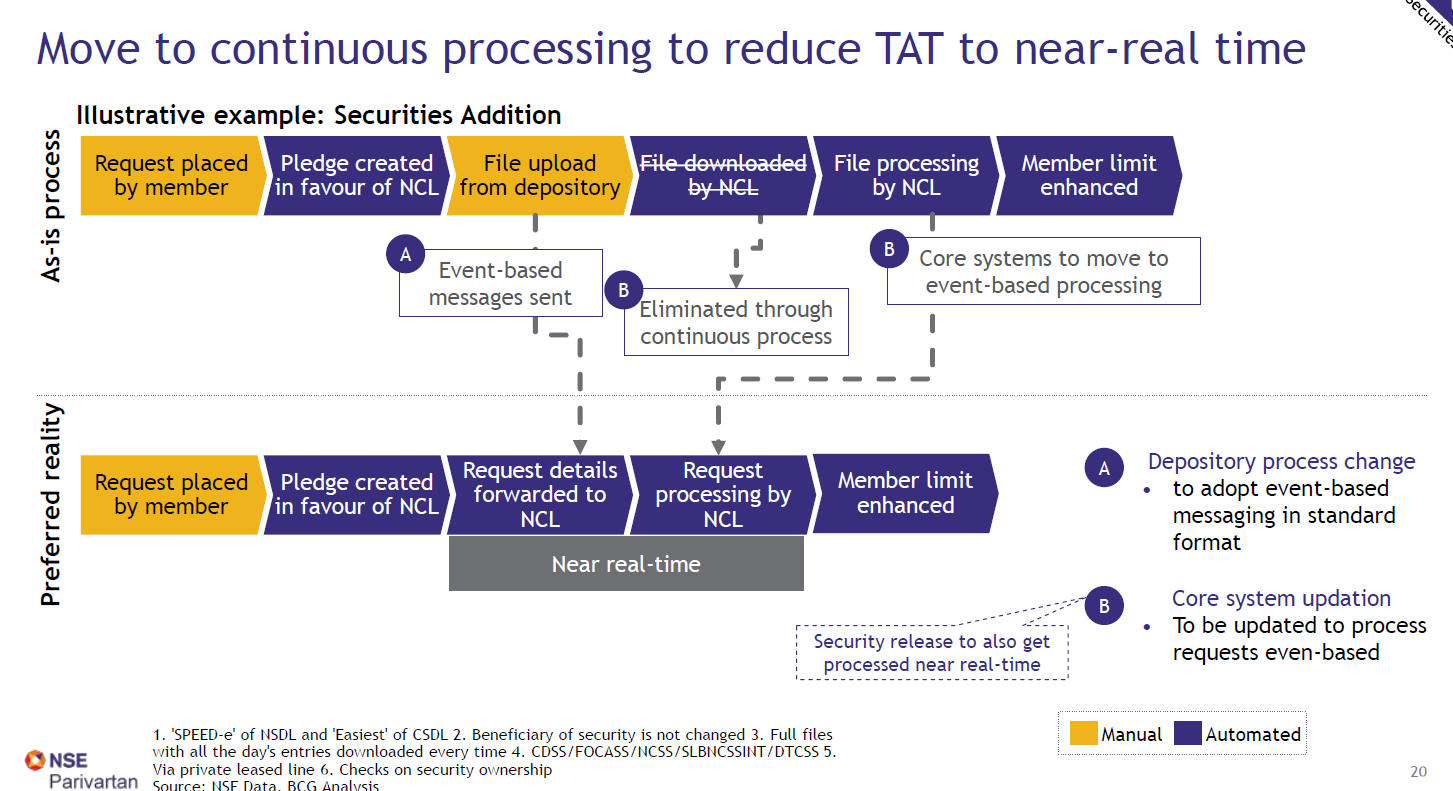 Securities
Move to continuous processing to reduce TAT to near-real time
Illustrative example: Securities Addition
As-is process
Request placed
by member
Pledge created
in favour of NCL
File upload
from depository
File downloaded
by NCL
File processing
by NCL
Member limit
enhanced
A
Event-based
messages sent
B
Eliminated through
continuous process
B
Core systems to move to
event-based processing
Preferred reality
Request placed
by member
Pledge created
in favour of NCL
Request details
forwarded to
NCL
Request
processing by
NCL
Member limit
enhanced
Near real-time
A
Depository process change
• to adopt event-based
messaging in standard
format
B
Core system updation
• To be updated to process
requests even-based
Security release to also get
processed near real-time
Manual
Automated
NSE
Parivartan
1. 'SPEED-e' of NSDL and 'Easiest' of CSDL 2. Beneficiary of security is not changed 3. Full files
with all the day's entries downloaded every time 4. CDSS/FOCASS/NCSS/SLBNCSSINT/DTCSS 5.
Via private leased line 6. Checks on security ownership
Source: NSE Data, BCG Analysis
20